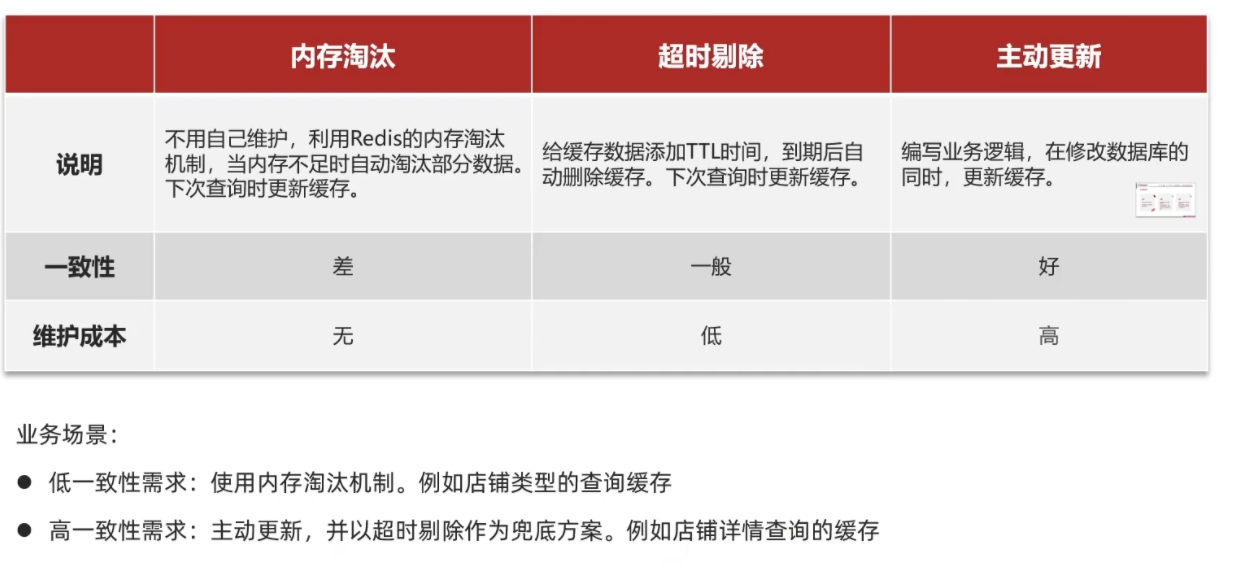 内存淘汰
超时剔除
主动更新
说明
不用自己维护，利用Redis的内存淘汰
机制，当内存不足时自动淘汰部分数据。
下次查询时更新缓存。
给缓存数据添加TTL时间，到期后自
动删除缓存。下次查询时更新缓存。
编写业务逻辑，在修改数据库的
同时，更新缓存。
一致性
差
一般
好
维护成本
无
低
高
业务场景：
● 低一致性需求：使用内存淘汰机制。例如店铺类型的查询缓存
● 高一致性需求：主动更新，并以超时剔除作为兜底方案。例如店铺详情查询的缓存